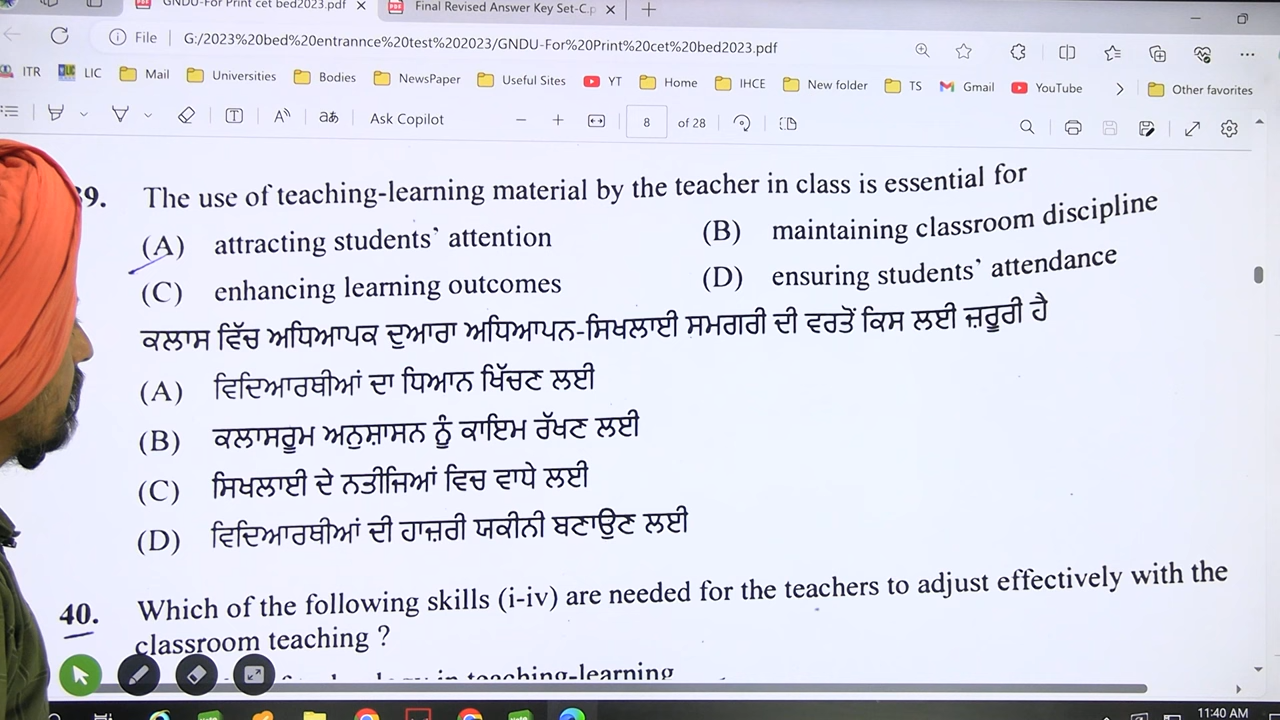 GNDU-For Print cet bed2023.pdf
Final Revised Answer Key Set-C.p
File G:/2023%20bed%20entrannce%20test%202023/GNDU-For%20Print%20cet%20bed2023.pdf
ITR LIC Mail Universities Bodies NewsPaper Useful Sites YT Home IHCE New folder TS Gmail YouTube Other favorites
Ask Copilot 8 of 28
39. The use of teaching-learning material by the teacher in class is essential for
(A) attracting students' attention (B) maintaining classroom discipline
(C) enhancing learning outcomes (D) ensuring students' attendance
ਕਲਾਸ ਵਿੱਚ ਅਧਿਆਪਕ ਦੁਆਰਾ ਅਧਿਆਪਨ-ਸਿਖਲਾਈ ਸਮਗਰੀ ਦੀ ਵਰਤੋਂ ਕਿਸ ਲਈ ਜ਼ਰੂਰੀ ਹੈ
(A) ਵਿਦਿਆਰਥੀਆਂ ਦਾ ਧਿਆਨ ਖਿੱਚਣ ਲਈ
(B) ਕਲਾਸਰੂਮ ਅਨੁਸ਼ਾਸਨ ਨੂੰ ਕਾਇਮ ਰੱਖਣ ਲਈ
(C) ਸਿਖਲਾਈ ਦੇ ਨਤੀਜਿਆਂ ਵਿਚ ਵਾਧੇ ਲਈ
(D) ਵਿਦਿਆਰਥੀਆਂ ਦੀ ਹਾਜ਼ਰੀ ਯਕੀਨੀ ਬਣਾਉਣ ਲਈ
40. Which of the following skills (i-iv) are needed for the teachers to adjust effectively with the
classroom teaching ?
in teaching-learning
11:40 AM